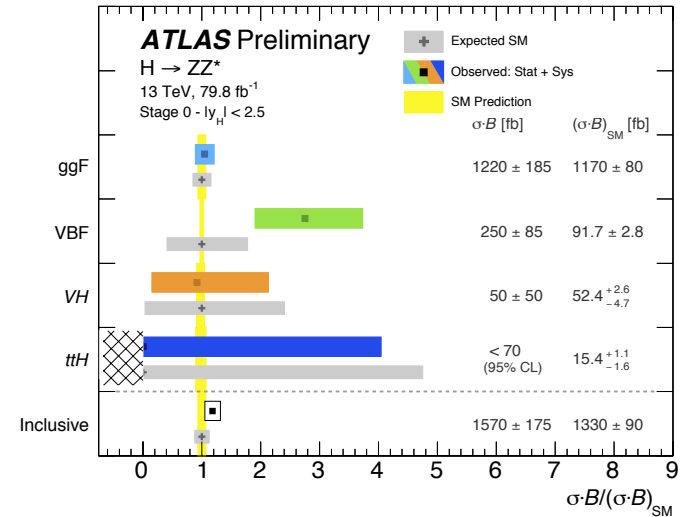 ATLAS Preliminary
H → ZZ*
13 TeV, 79.8 fb⁻¹
Stage 0 - |y_H| < 2.5
Expected SM
Observed: Stat + Sys
SM Prediction
σ·B [fb] (σ·B)_SM [fb]
ggF 1220 ± 185 1170 ± 80
VBF 250 ± 85 91.7 ± 2.8
VH 50 ± 50 52.4 +2.6 −4.7
ttH < 70 (95% CL) 15.4 +1.1 −1.6
Inclusive 1570 ± 175 1330 ± 90
0 1 2 3 4 5 6 7 8 9
σ·B/(σ·B)_SM